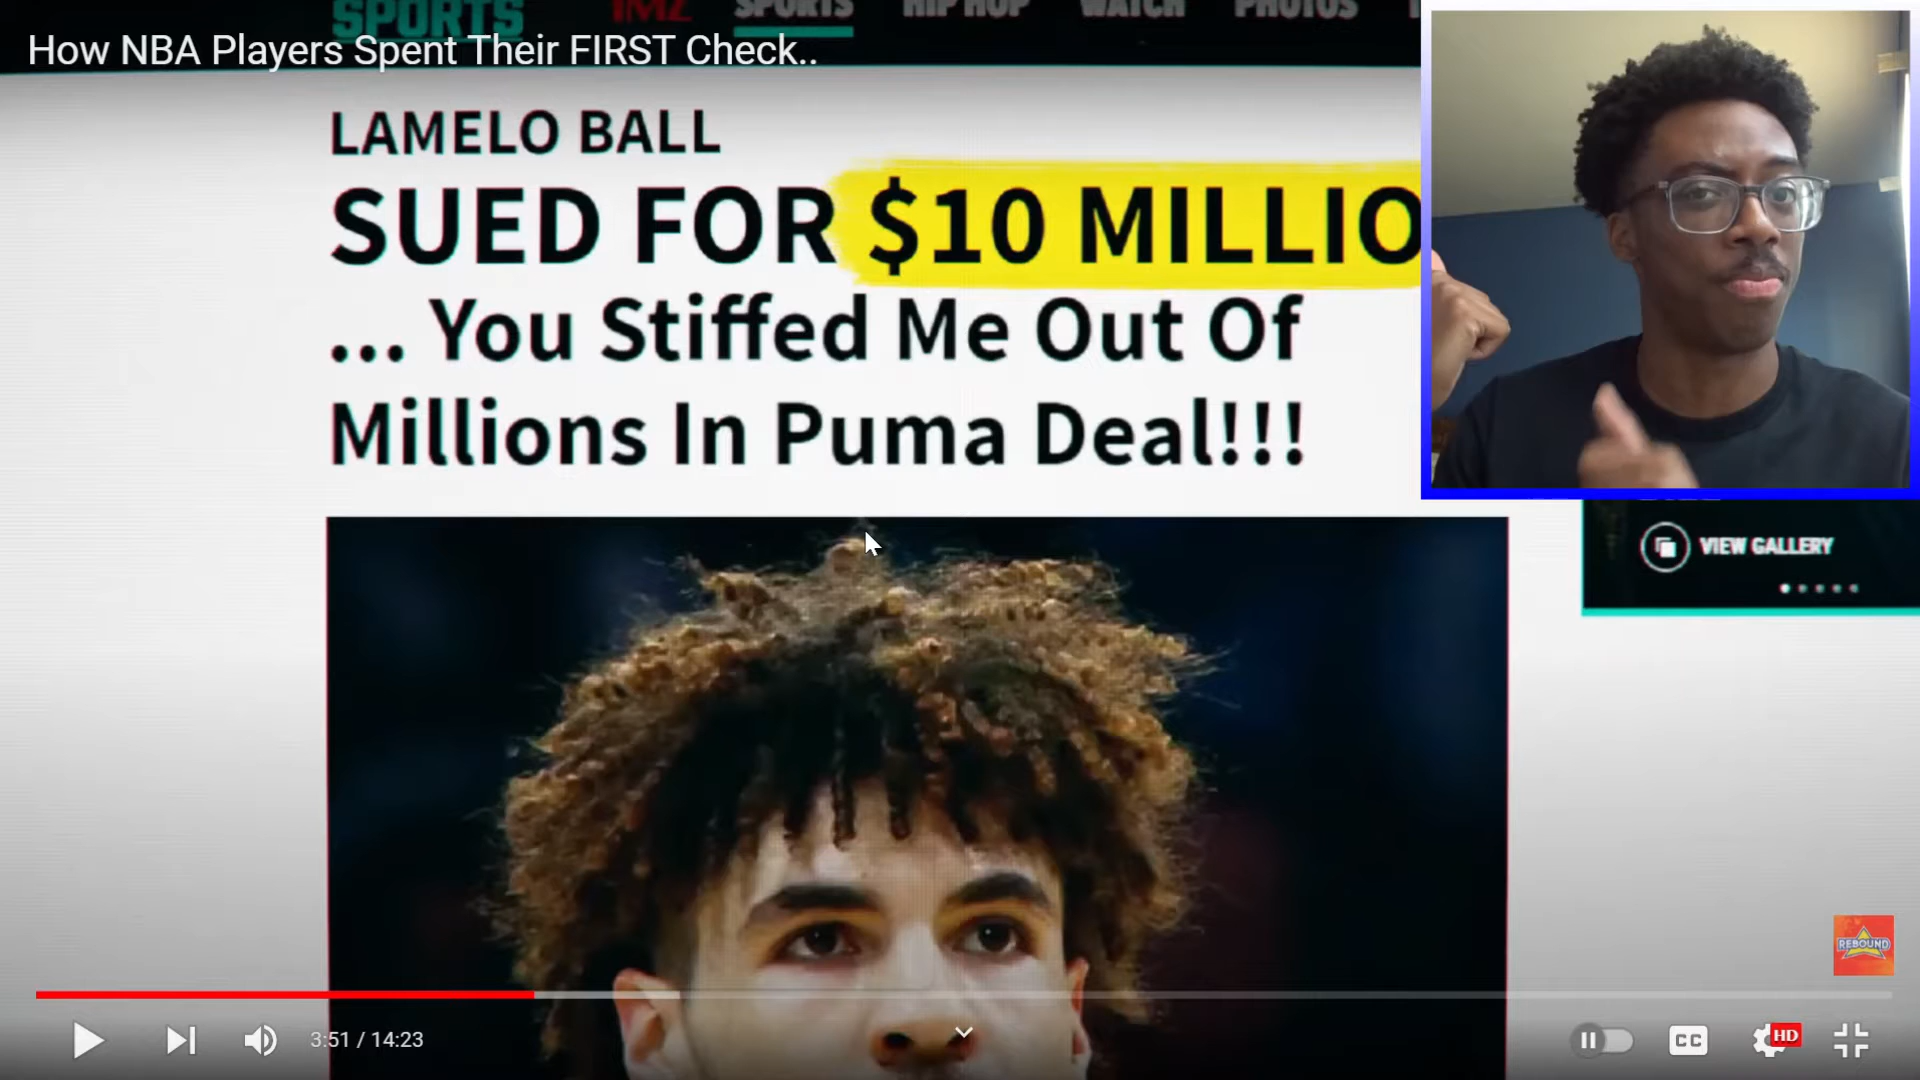 SPORTS TMZ SPORTS HIP HOP WATCH PHOTOS
How NBA Players Spent Their FIRST Check..
LAMELO BALL
SUED FOR $10 MILLIO
... You Stiffed Me Out Of
Millions In Puma Deal!!!
VIEW GALLERY
REBOUND
3:51 / 14:23
CC
HD